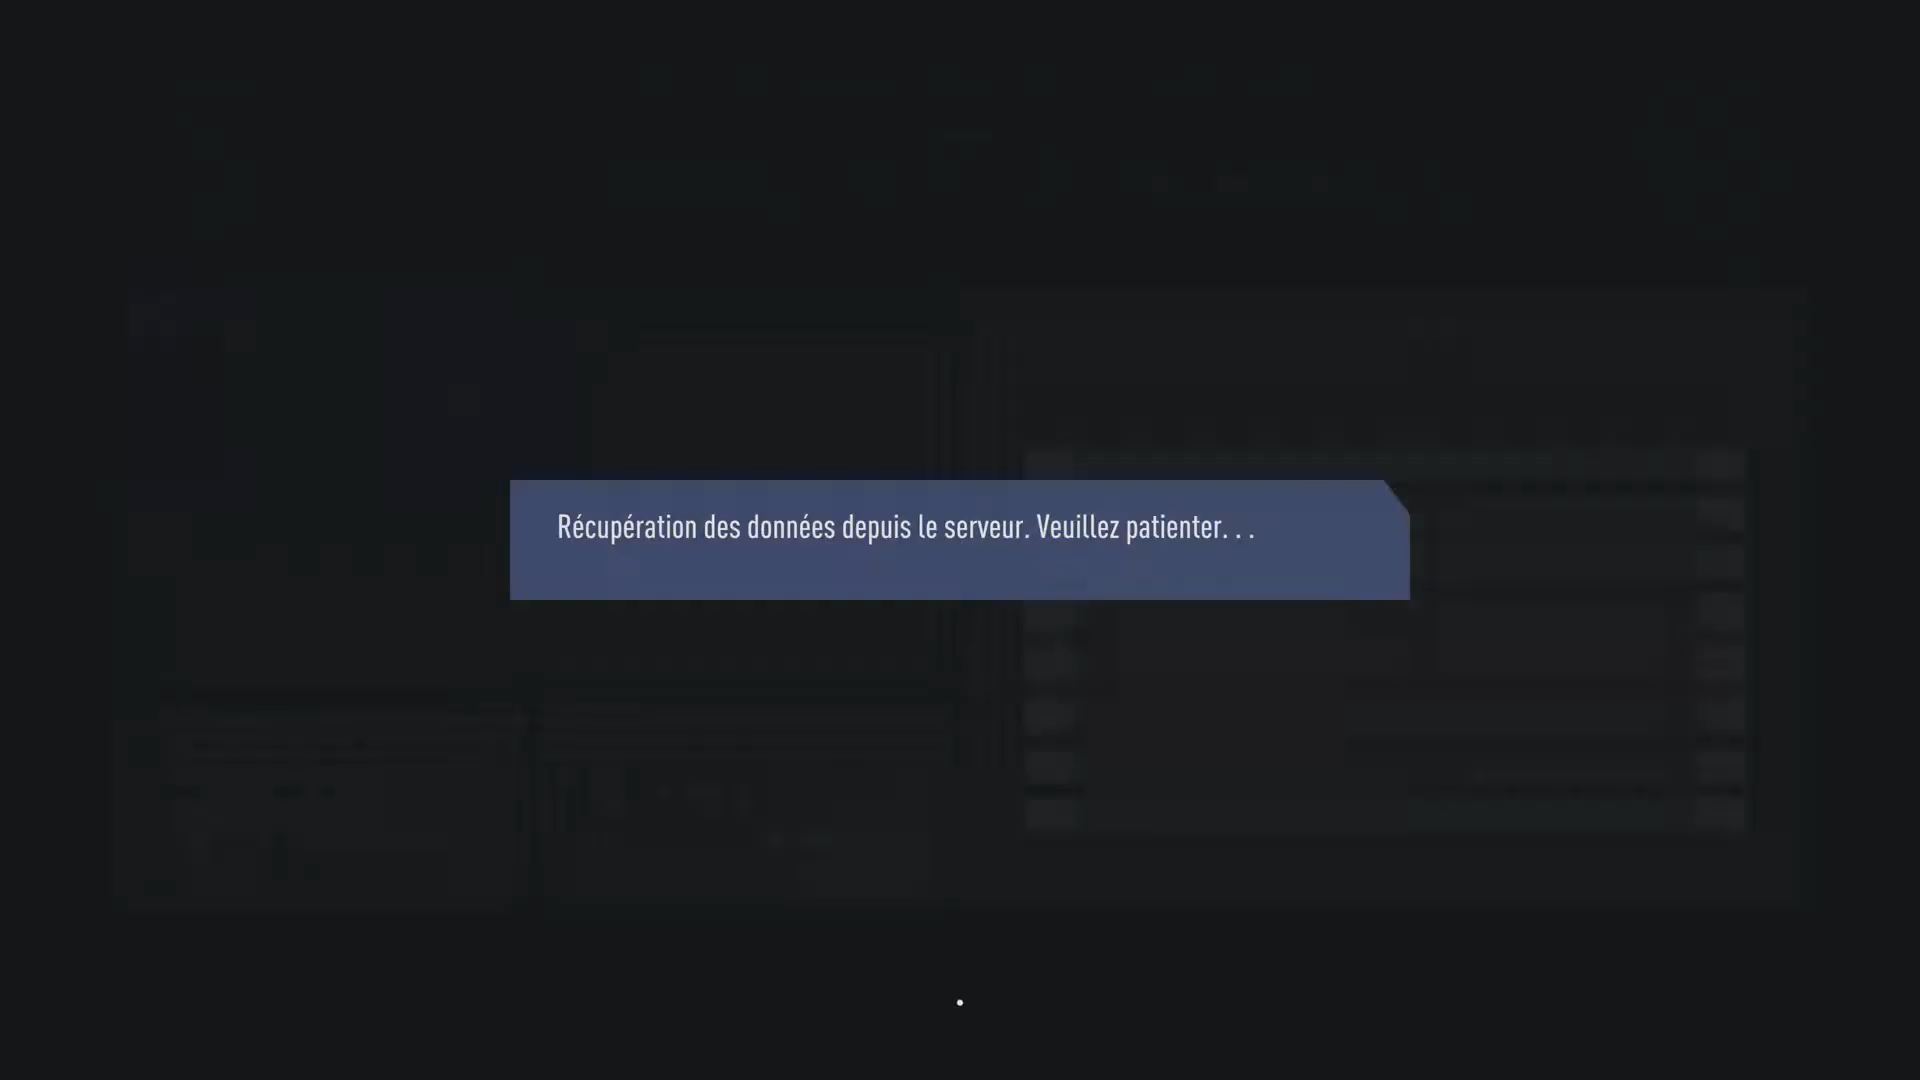 Récupération des données depuis le serveur. Veuillez patienter. . .